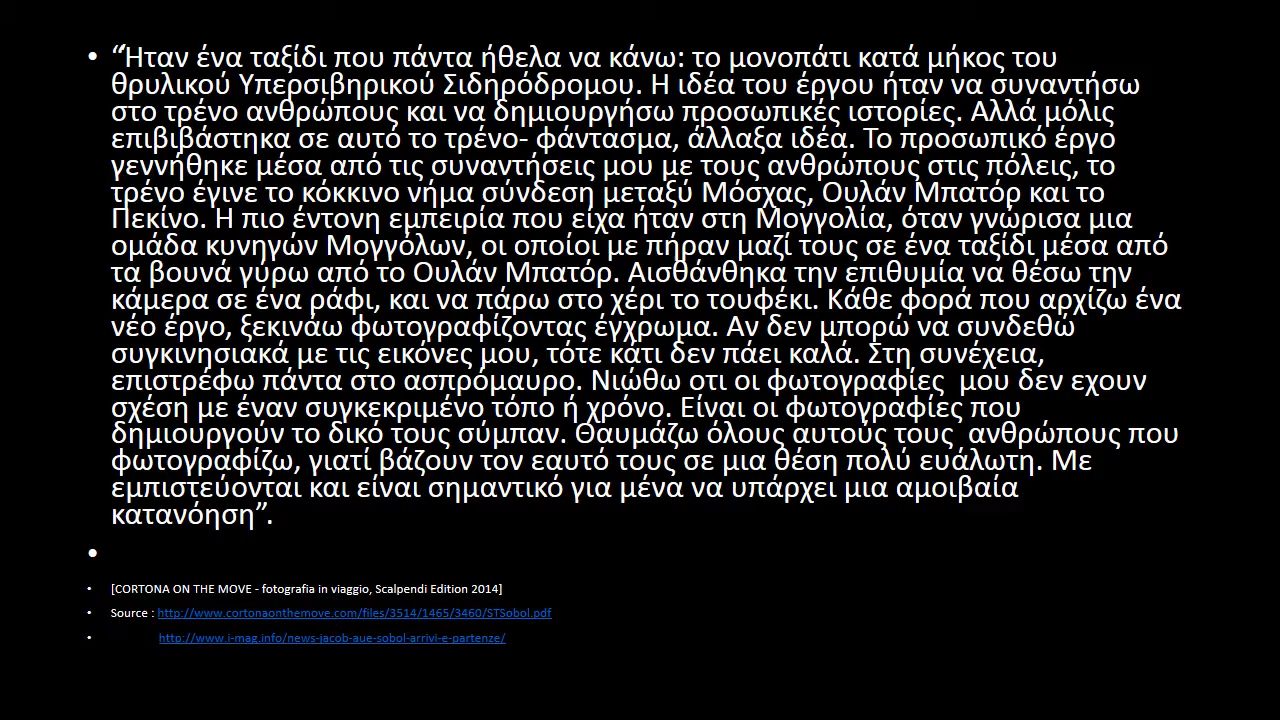 • “Ήταν ένα ταξίδι που πάντα ήθελα να κάνω: το μονοπάτι κατά μήκος του
θρυλικού Υπερσιβηρικού Σιδηρόδρομου. Η ιδέα του έργου ήταν να συναντήσω
στο τρένο ανθρώπους και να δημιουργήσω προσωπικές ιστορίες. Αλλά μόλις
επιβιβάστηκα σε αυτό το τρένο- φάντασμα, άλλαξα ιδέα. Το προσωπικό έργο
γεννήθηκε μέσα από τις συναντήσεις μου με τους ανθρώπους στις πόλεις, το
τρένο έγινε το κόκκινο νήμα σύνδεση μεταξύ Μόσχας, Ουλάν Μπατόρ και το
Πεκίνο. Η πιο έντονη εμπειρία που είχα ήταν στη Μογγολία, όταν γνώρισα μια
ομάδα κυνηγών Μογγόλων, οι οποίοι με πήραν μαζί τους σε ένα ταξίδι μέσα από
τα βουνά γύρω από το Ουλάν Μπατόρ. Αισθάνθηκα την επιθυμία να θέσω την
κάμερα σε ένα ράφι, και να πάρω στο χέρι το τουφέκι. Κάθε φορά που αρχίζω ένα
νέο έργο, ξεκινάω φωτογραφίζοντας έγχρωμα. Αν δεν μπορώ να συνδεθώ
συγκινησιακά με τις εικόνες μου, τότε κάτι δεν πάει καλά. Στη συνέχεια,
επιστρέφω πάντα στο ασπρόμαυρο. Νιώθω οτι οι φωτογραφίες  μου δεν εχουν
σχέση με έναν συγκεκριμένο τόπο ή χρόνο. Είναι οι φωτογραφίες που
δημιουργούν το δικό τους σύμπαν. Θαυμάζω όλους αυτούς τους  ανθρώπους που
φωτογραφίζω, γιατί βάζουν τον εαυτό τους σε μια θέση πολύ ευάλωτη. Με
εμπιστεύονται και είναι σημαντικό για μένα να υπάρχει μια αμοιβαία
κατανόηση”.
•
• [CORTONA ON THE MOVE - fotografia in viaggio, Scalpendi Edition 2014]
• Source : http://www.cortonaonthemove.com/files/3514/1465/3460/STSobol.pdf
• http://www.i-mag.info/news-jacob-aue-sobol-arrivi-e-partenze/